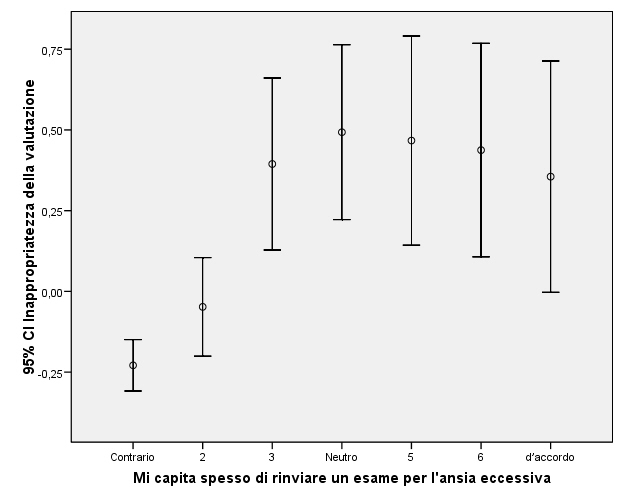 95% CI Inappropriatezza della valutazione
0,75
0,50
0,25
0,00
-0,25
Contrario 2 3 Neutro 5 6 d'accordo
Mi capita spesso di rinviare un esame per l'ansia eccessiva